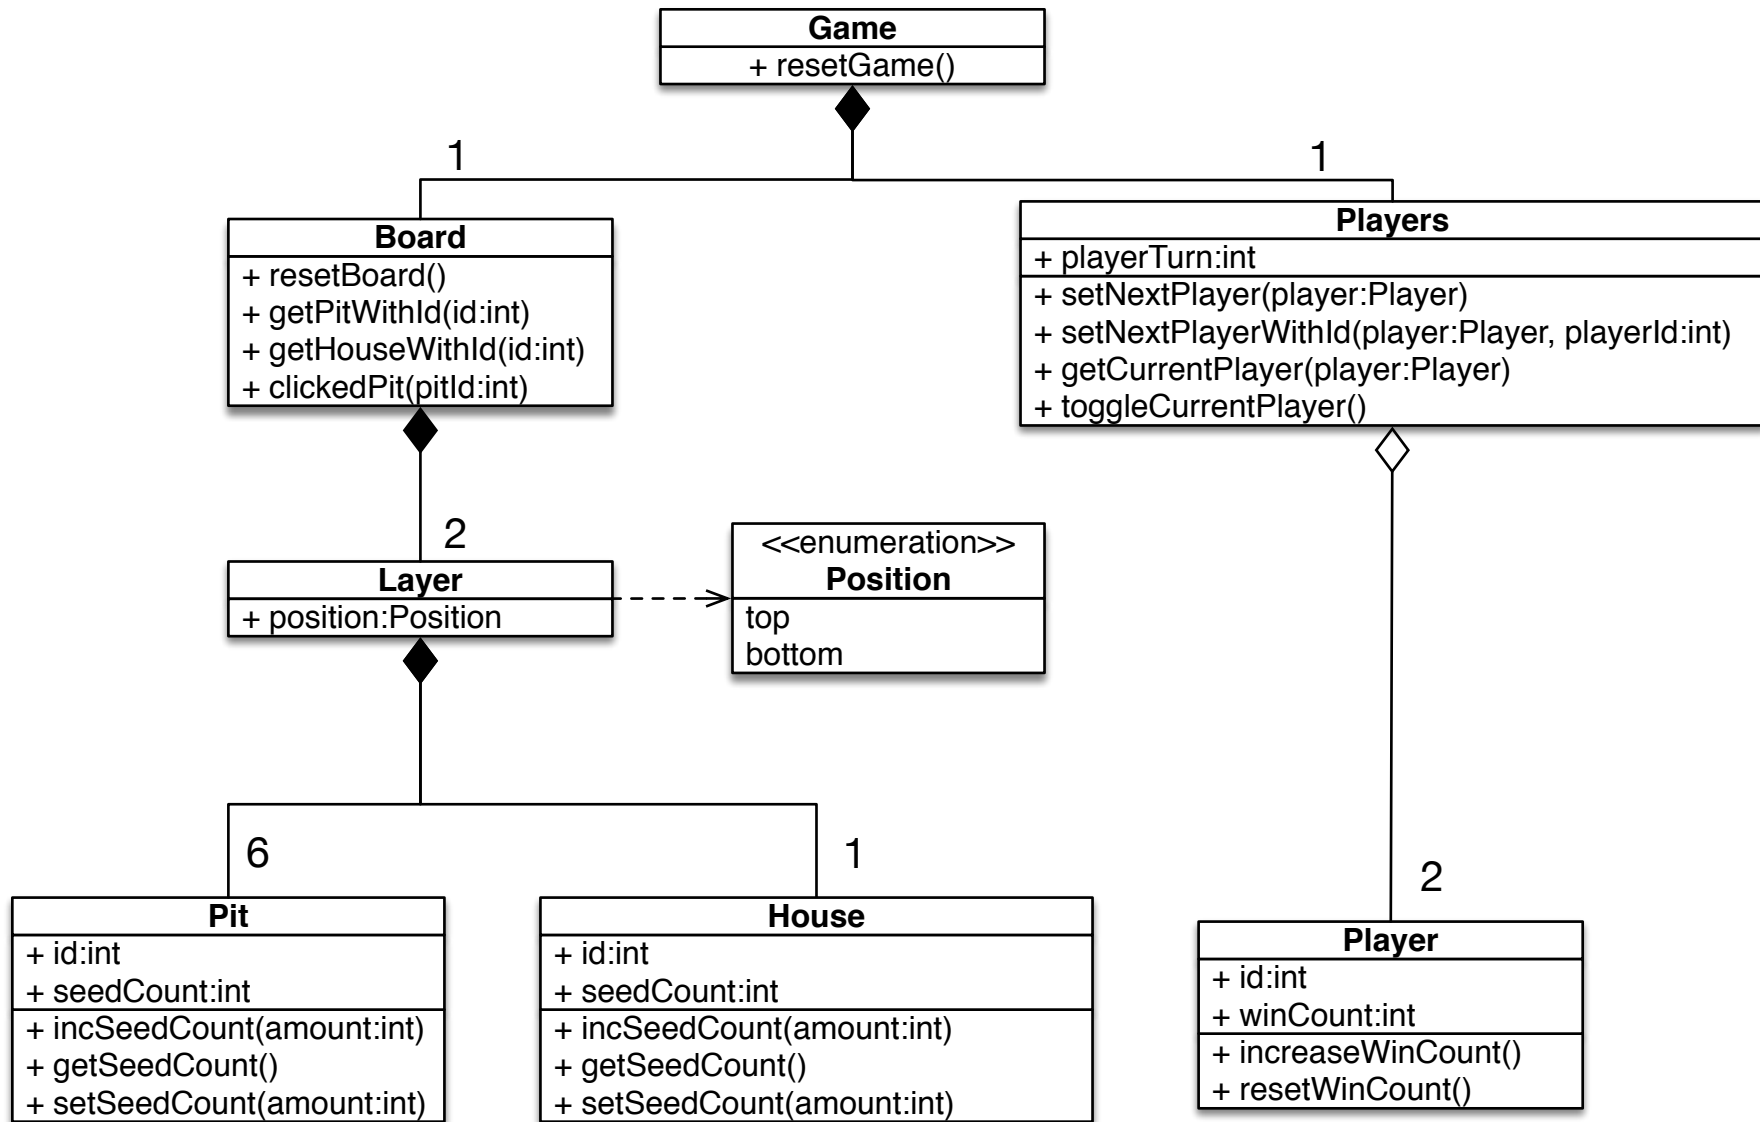 Game
+ resetGame()
1
1
Board
+ resetBoard()
+ getPitWithId(id:int)
+ getHouseWithId(id:int)
+ clickedPit(pitId:int)
Players
+ playerTurn:int
+ setNextPlayer(player:Player)
+ setNextPlayerWithId(player:Player, playerId:int)
+ getCurrentPlayer(player:Player)
+ toggleCurrentPlayer()
2
Layer
+ position:Position
<<enumeration>>
Position
top
bottom
6
1
2
Pit
+ id:int
+ seedCount:int
+ incSeedCount(amount:int)
+ getSeedCount()
+ setSeedCount(amount:int)
House
+ id:int
+ seedCount:int
+ incSeedCount(amount:int)
+ getSeedCount()
+ setSeedCount(amount:int)
Player
+ id:int
+ winCount:int
+ increaseWinCount()
+ resetWinCount()